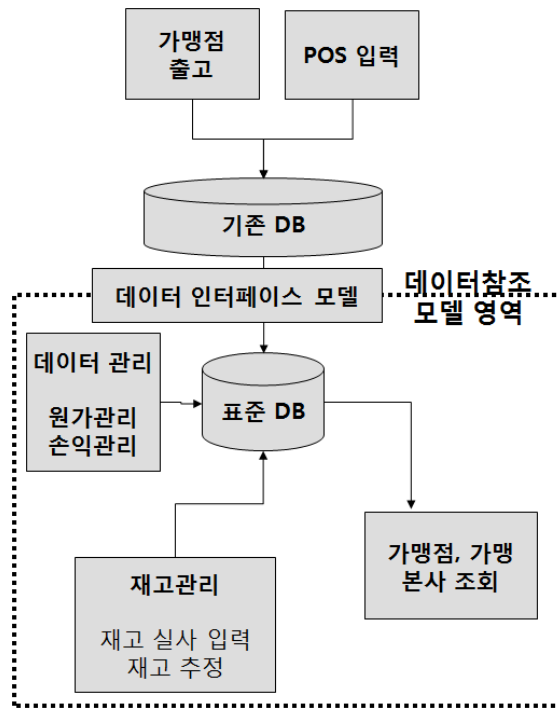 가맹점
출고
POS 입력
기존 DB
데이터 인터페이스 모델
데이터참조
모델 영역
데이터 관리
원가관리
손익관리
표준 DB
재고관리
재고 실사 입력
재고 추정
가맹점, 가맹
본사 조회